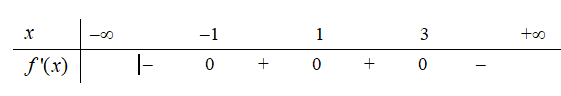 x −∞ −1 1 3 +∞
f'(x) − 0 + 0 + 0 −